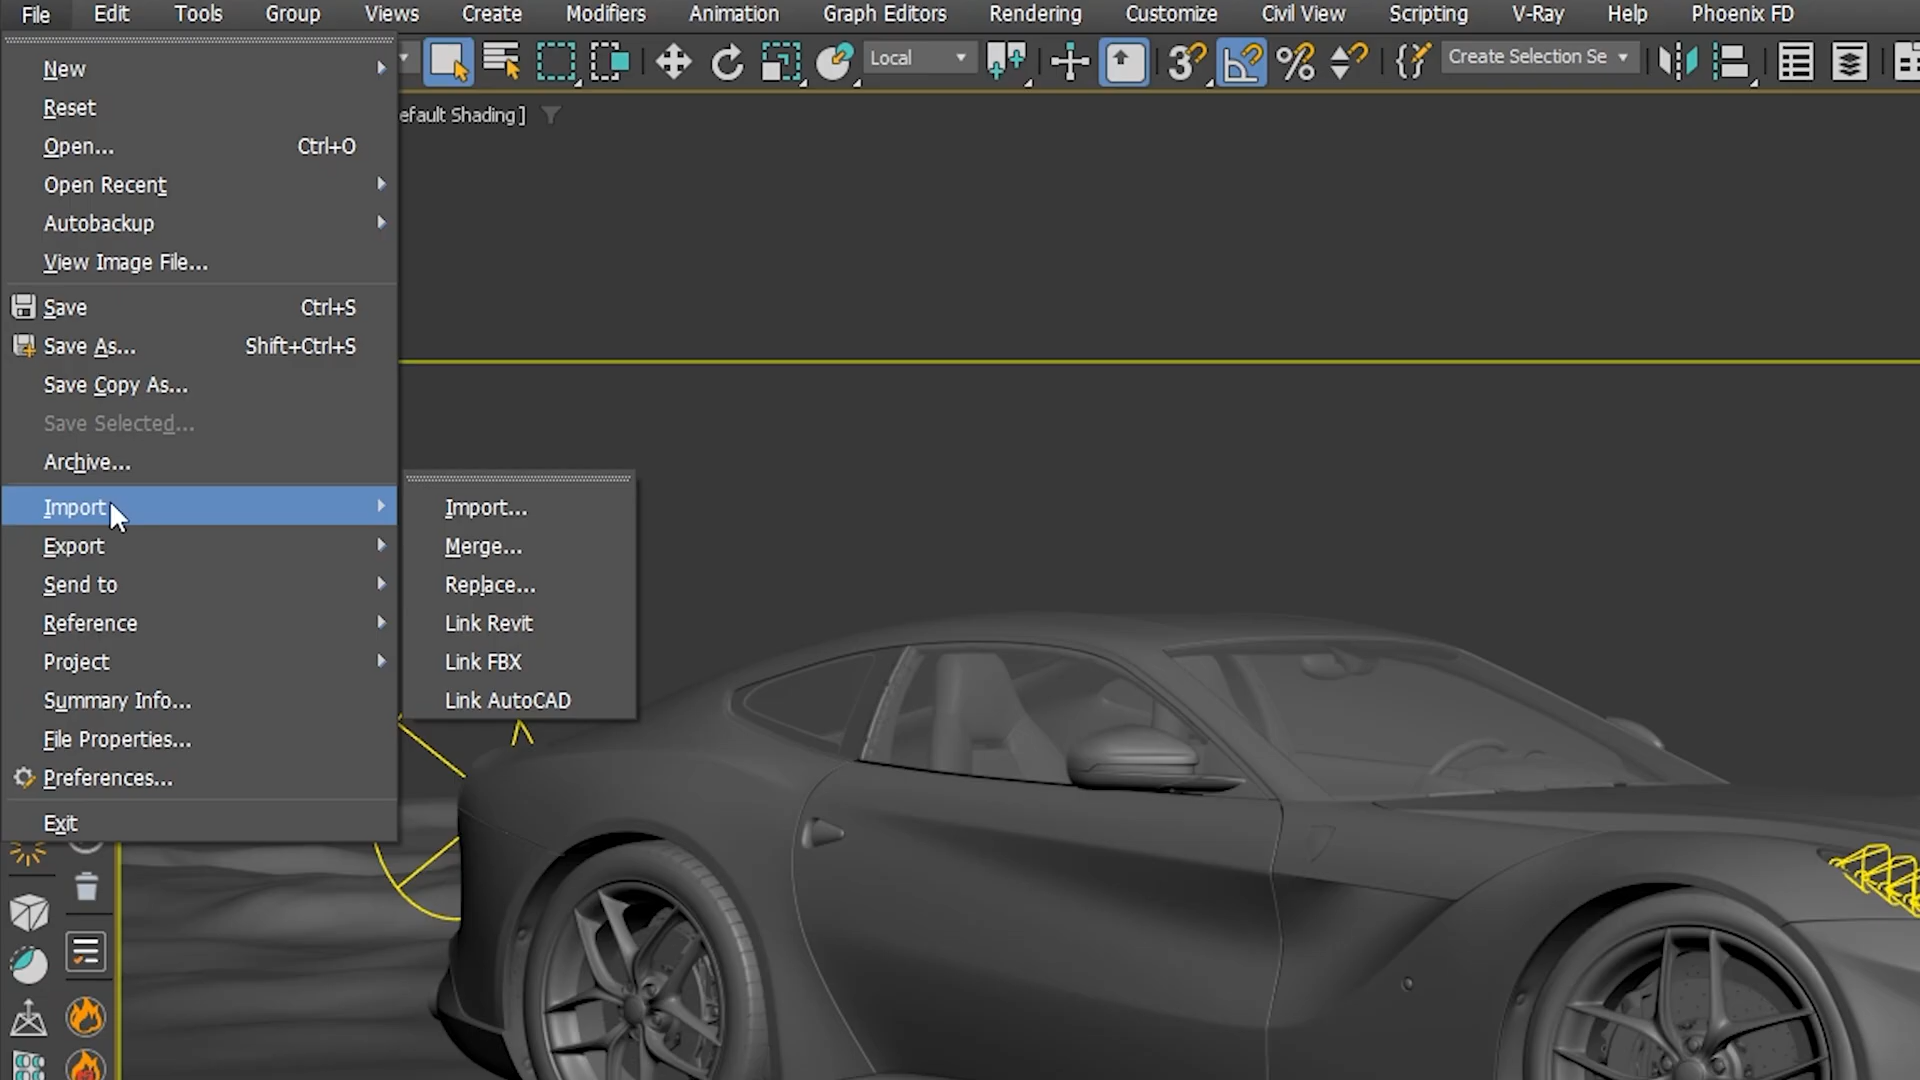 File Edit Tools Group Views Create Modifiers Animation Graph Editors Rendering Customize Civil View Scripting V-Ray Help Phoenix FD
Local
3
%
Create Selection Se
efault Shading ]
New
Reset
Open... Ctrl+O
Open Recent
Autobackup
View Image File...
Save Ctrl+S
Save As... Shift+Ctrl+S
Save Copy As...
Save Selected...
Archive...
Import
Export
Send to
Reference
Project
Summary Info...
File Properties...
Preferences...
Exit
Import...
Merge...
Replace...
Link Revit
Link FBX
Link AutoCAD